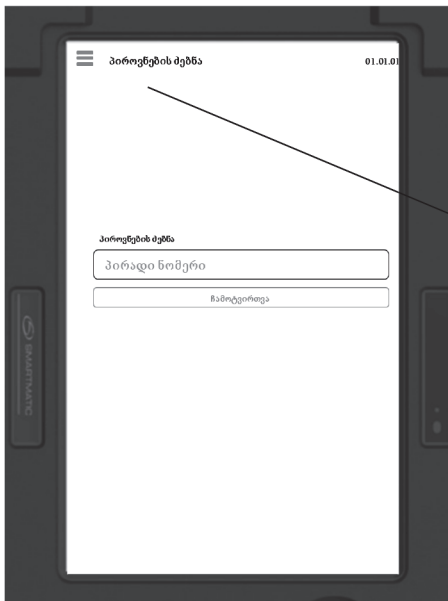 პიროვნების ძებნა 01.01.01
პიროვნების ძებნა
პირადი ნომერი
ჩამოტვირთვა
SMARTMATIC